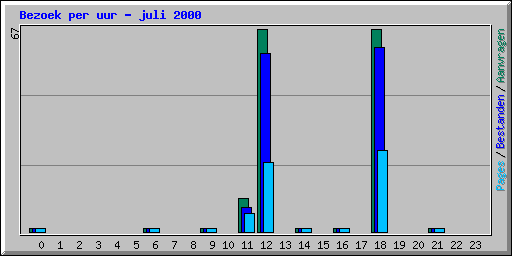 Bezoek per uur - juli 2000
67
Pages / Bestanden / Aanvragen
0 1 2 3 4 5 6 7 8 9 10 11 12 13 14 15 16 17 18 19 20 21 22 23